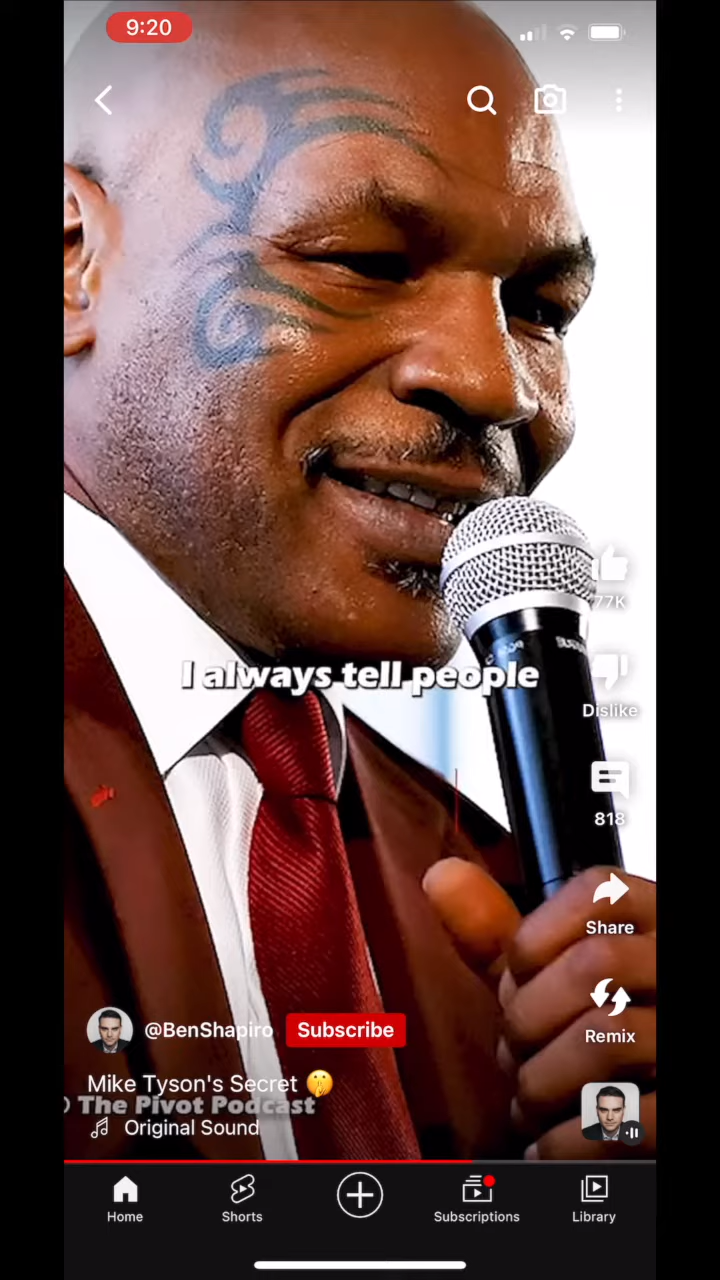 9:20
I always tell people
77K
Dislike
818
Share
Remix
@BenShapiro
Subscribe
Mike Tyson's Secret 🤫
The Pivot Podcast
Original Sound
Home
Shorts
Subscriptions
Library